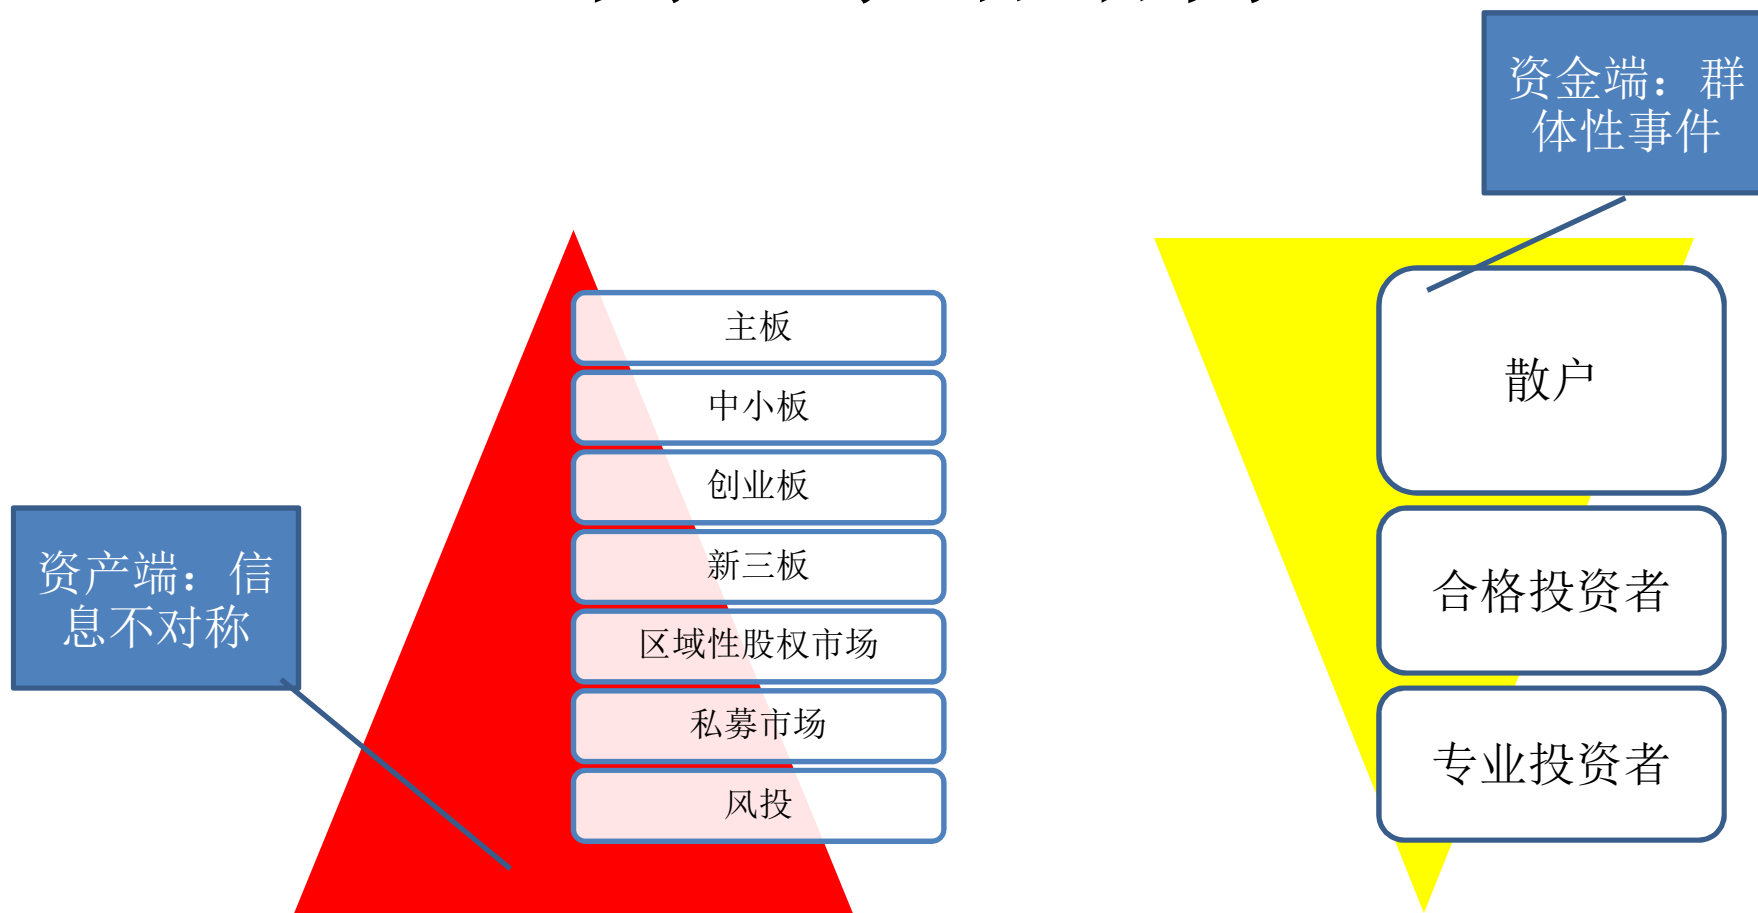 资金端：群
体性事件
主板
中小板
创业板
新三板
区域性股权市场
私募市场
风投
资产端：信
息不对称
散户
合格投资者
专业投资者